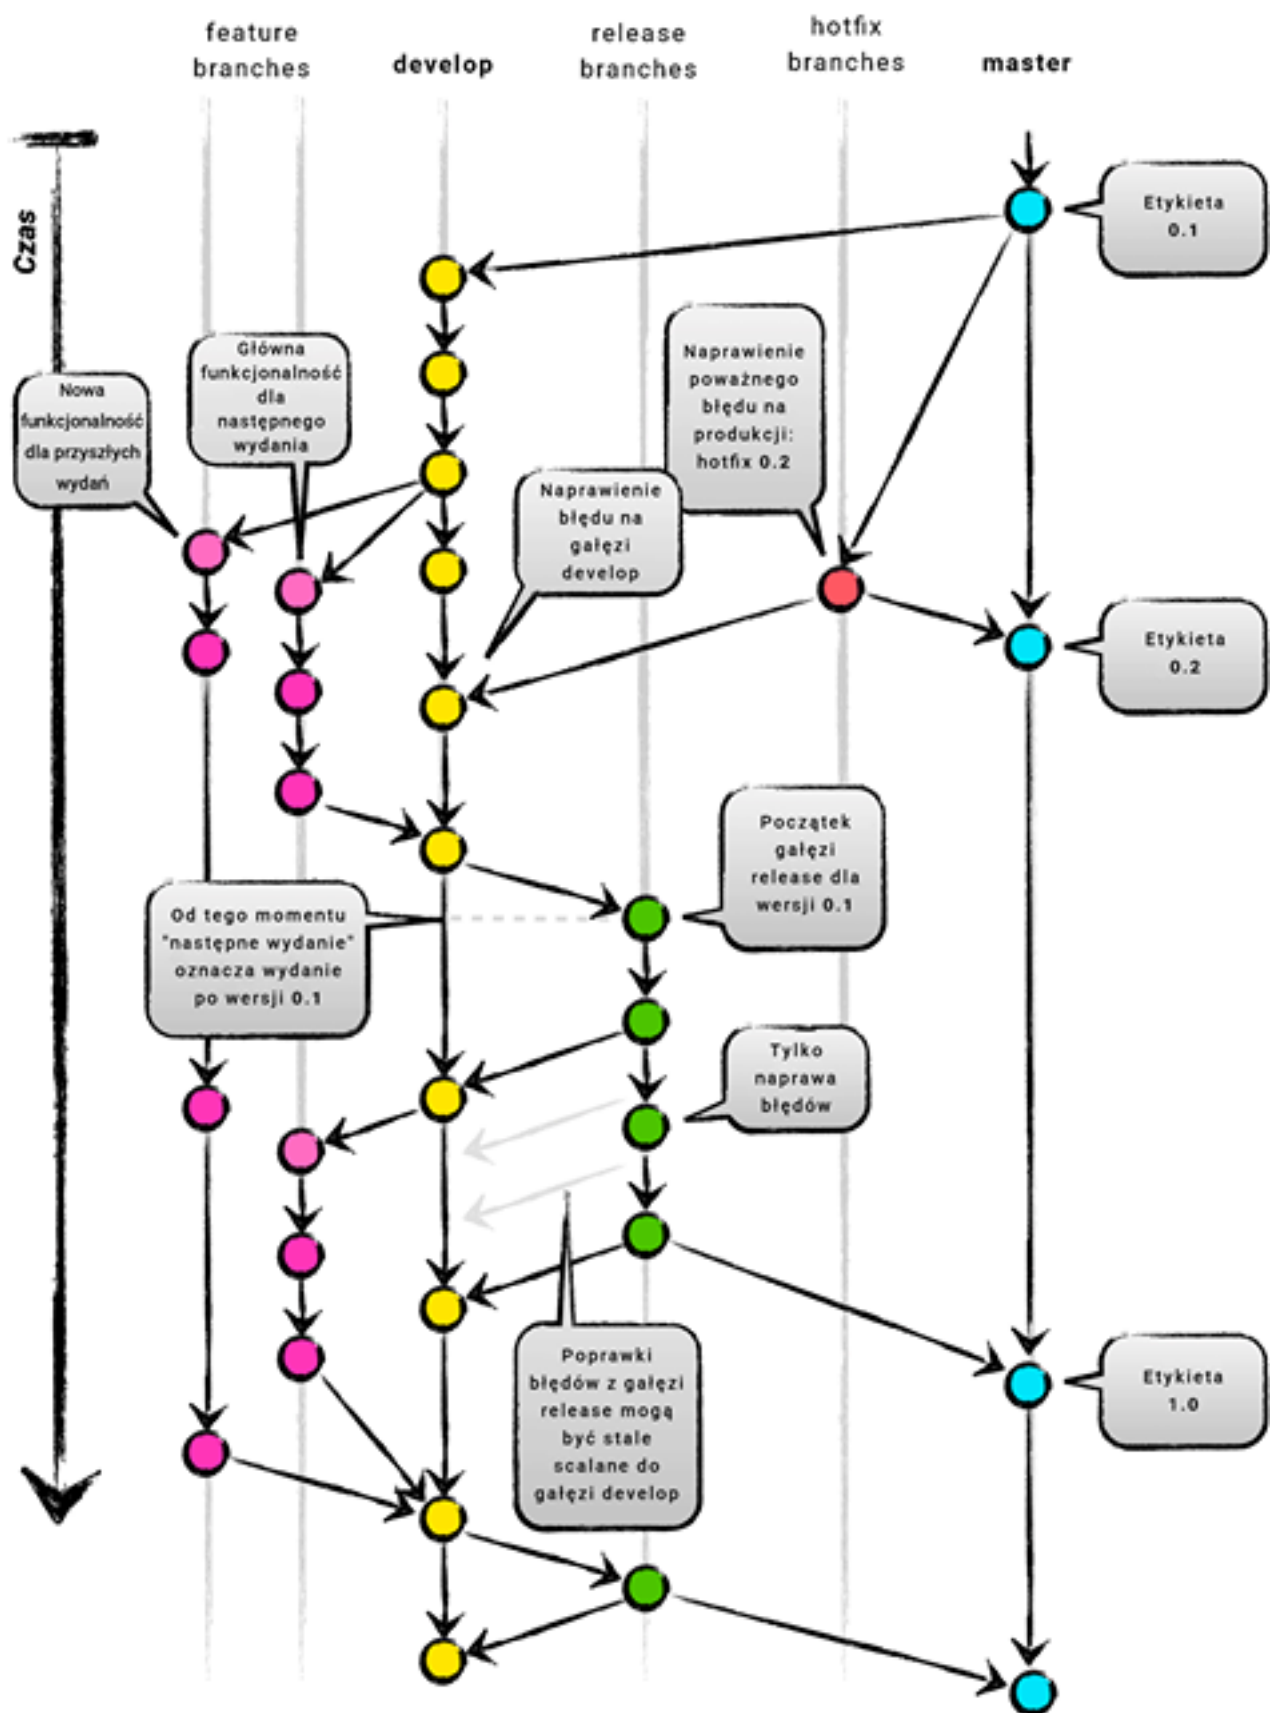 feature
branches
develop
release
branches
hotfix
branches
master
Czas
Etykieta
0.1
Nowa
funkcjonalność
dla przyszłych
wydań
Główna
funkcjonalność
dla
następnego
wydania
Naprawienie
poważnego
błędu na
produkcji:
hotfix 0.2
Naprawienie
błędu na
gałęzi
develop
Etykieta
0.2
Początek
gałęzi
release dla
wersji 0.1
Od tego momentu
"następne wydanie"
oznacza wydanie
po wersji 0.1
Tylko
naprawa
błędów
Poprawki
błędów z gałęzi
release mogą
być stale
scalane do
gałęzi develop
Etykieta
1.0